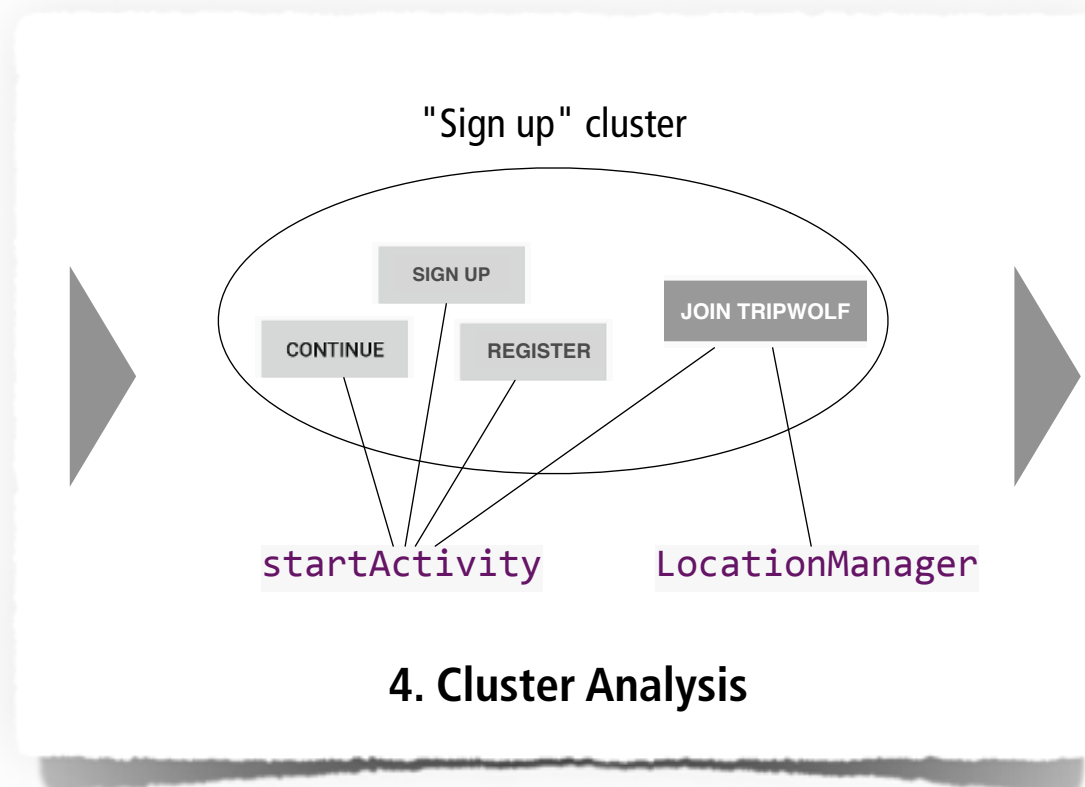 "Sign up" cluster
SIGN UP
JOIN TRIPWOLF
CONTINUE
REGISTER
startActivity
LocationManager
4. Cluster Analysis